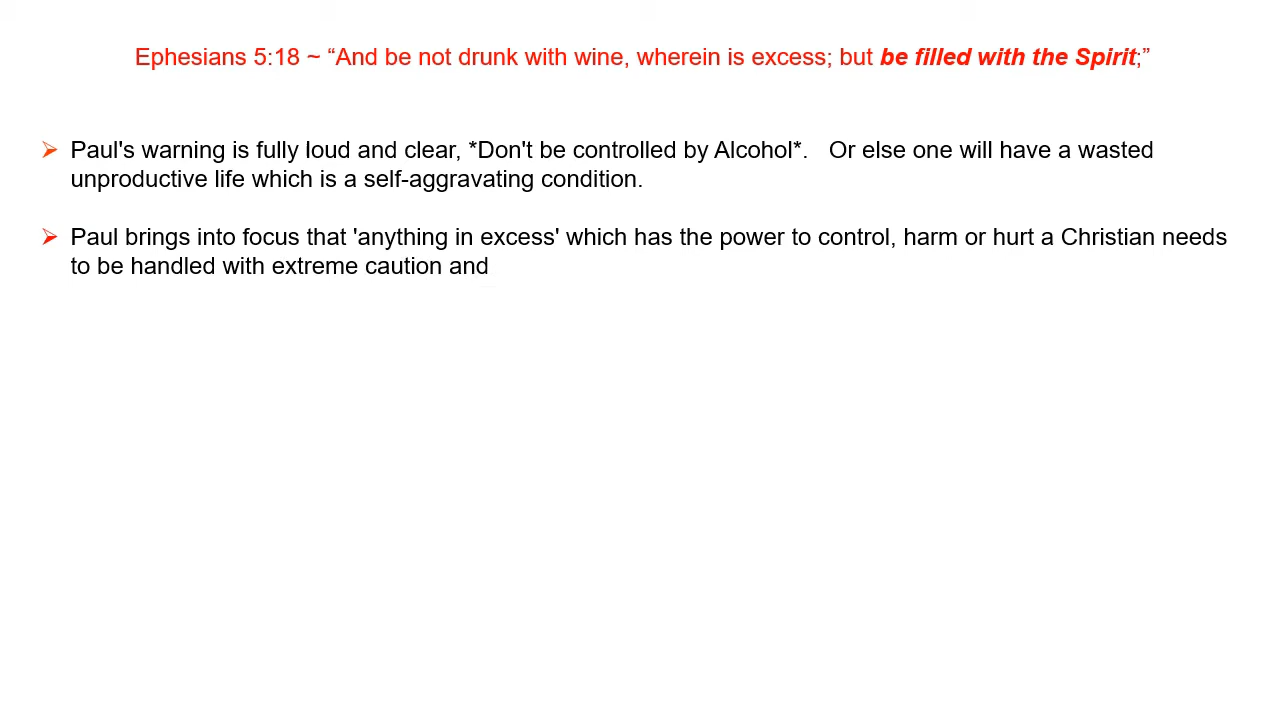 Ephesians 5:18 ~ “And be not drunk with wine, wherein is excess; but be filled with the Spirit;”
Paul's warning is fully loud and clear, *Don't be controlled by Alcohol*.   Or else one will have a wasted
unproductive life which is a self-aggravating condition.
Paul brings into focus that 'anything in excess' which has the power to control, harm or hurt a Christian needs
to be handled with extreme caution and